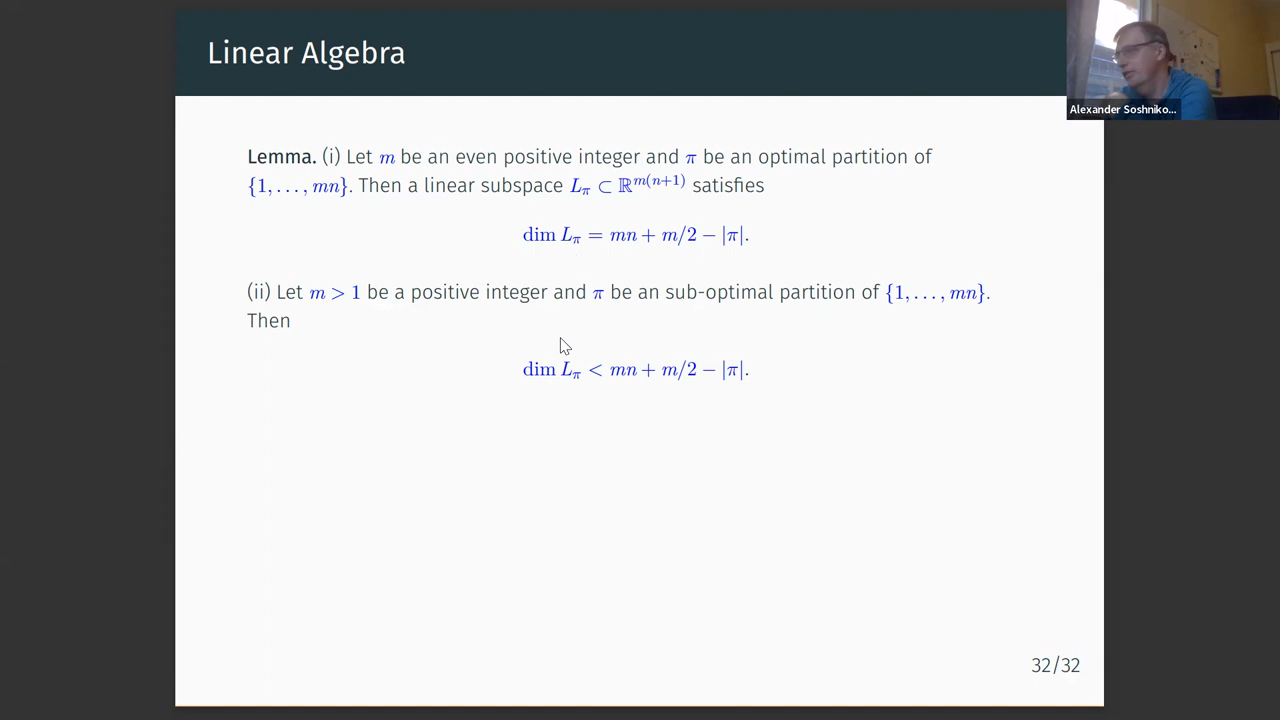 Linear Algebra
Alexander Soshniko...
Lemma. (i) Let m be an even positive integer and π be an optimal partition of
{1, . . . , mn}. Then a linear subspace L_π ⊂ ℝ^{m(n+1)} satisfies
dim L_π = mn + m/2 − |π|.
(ii) Let m > 1 be a positive integer and π be an sub-optimal partition of {1, . . . , mn}.
Then
dim L_π < mn + m/2 − |π|.
32/32